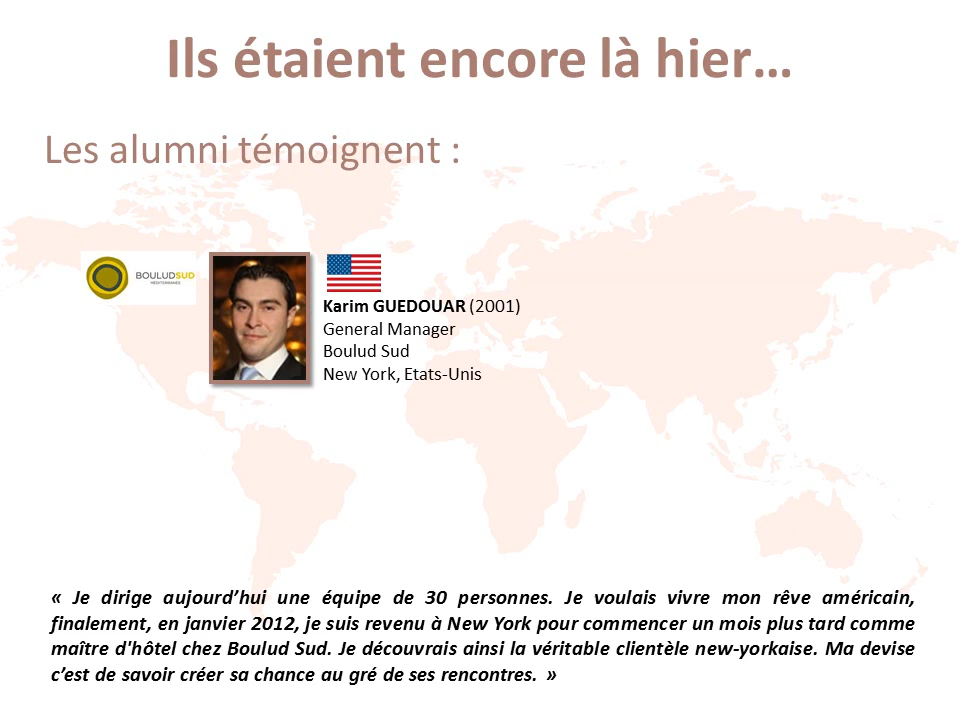 Ils étaient encore là hier…
Les alumni témoignent :
BOULUDSUD
MÉDITERRANÉE
Karim GUEDOUAR (2001)
General Manager
Boulud Sud
New York, Etats-Unis
« Je dirige aujourd’hui une équipe de 30 personnes. Je voulais vivre mon rêve américain,
finalement, en janvier 2012, je suis revenu à New York pour commencer un mois plus tard comme
maître d'hôtel chez Boulud Sud. Je découvrais ainsi la véritable clientèle new-yorkaise. Ma devise
c’est de savoir créer sa chance au gré de ses rencontres. »